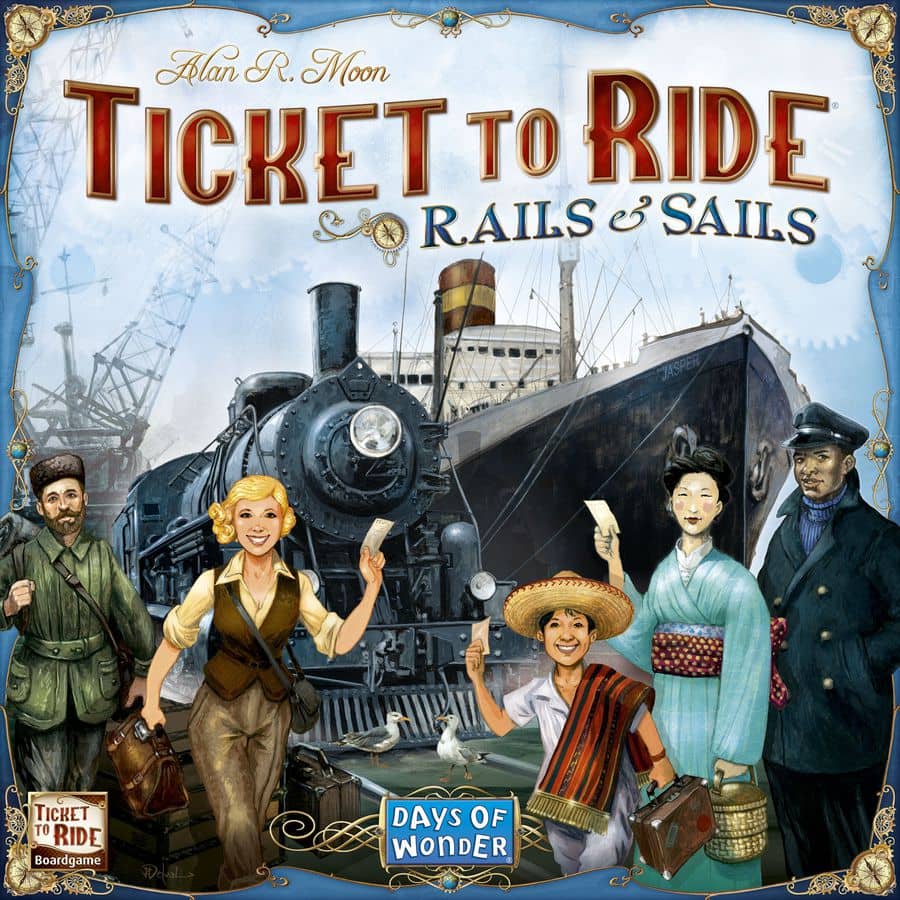 Alan R. Moon
TICKET TO RIDE®
RAILS & SAILS
JASPER
TICKET
TO RIDE
Boardgame
DAYS OF
WONDER®